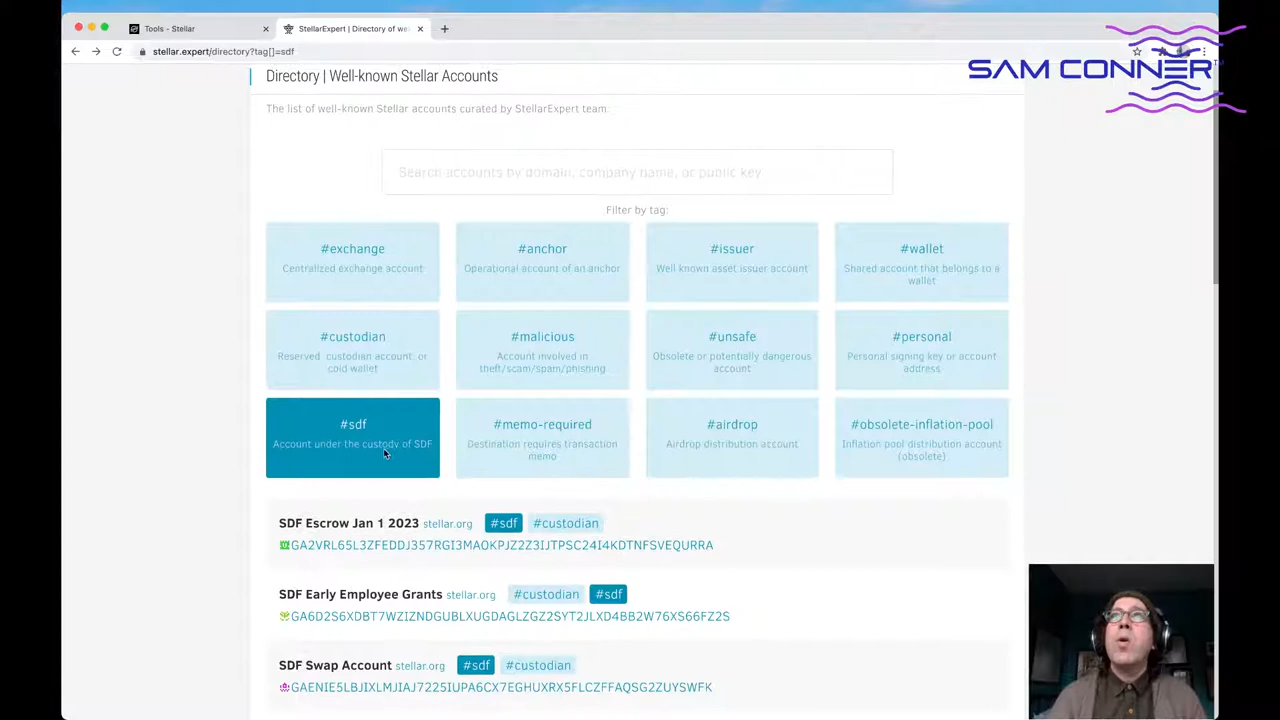 Tools - Stellar
StellarExpert | Directory of we
stellar.expert/directory?tag[]=sdf
SAM CONNER™
Directory | Well-known Stellar Accounts
The list of well-known Stellar accounts curated by StellarExpert team:
Search accounts by domain, company name, or public key
Filter by tag:
#exchange
Centralized exchange account
#anchor
Operational account of an anchor
#issuer
Well known asset issuer account
#wallet
Shared account that belongs to a
wallet
#custodian
Reserved custodian account, or
cold wallet
#malicious
Account involved in
theft/scam/spam/phishing
#unsafe
Obsolete or potentially dangerous
account
#personal
Personal signing key or account
address
#sdf
Account under the custody of SDF
#memo-required
Destination requires transaction
memo
#airdrop
Airdrop distribution account
#obsolete-inflation-pool
Inflation pool distribution account
(obsolete)
SDF Escrow Jan 1 2023 stellar.org #sdf #custodian
GA2VRL65L3ZFEDDJ357RGI3MAOKPJZ2Z3IJTPSC24I4KDTNFSVEQURRA
SDF Early Employee Grants stellar.org #custodian #sdf
GA6D2S6XDBT7WZIZNDGUBLXUGDAGLZGZ2SYT2JLXD4BB2W76XS66FZ2S
SDF Swap Account stellar.org #sdf #custodian
GAENIE5LBJIXLMJIAJ7225IUPA6CX7EGHUXRX5FLCZFFAQSG2ZUYSWFK